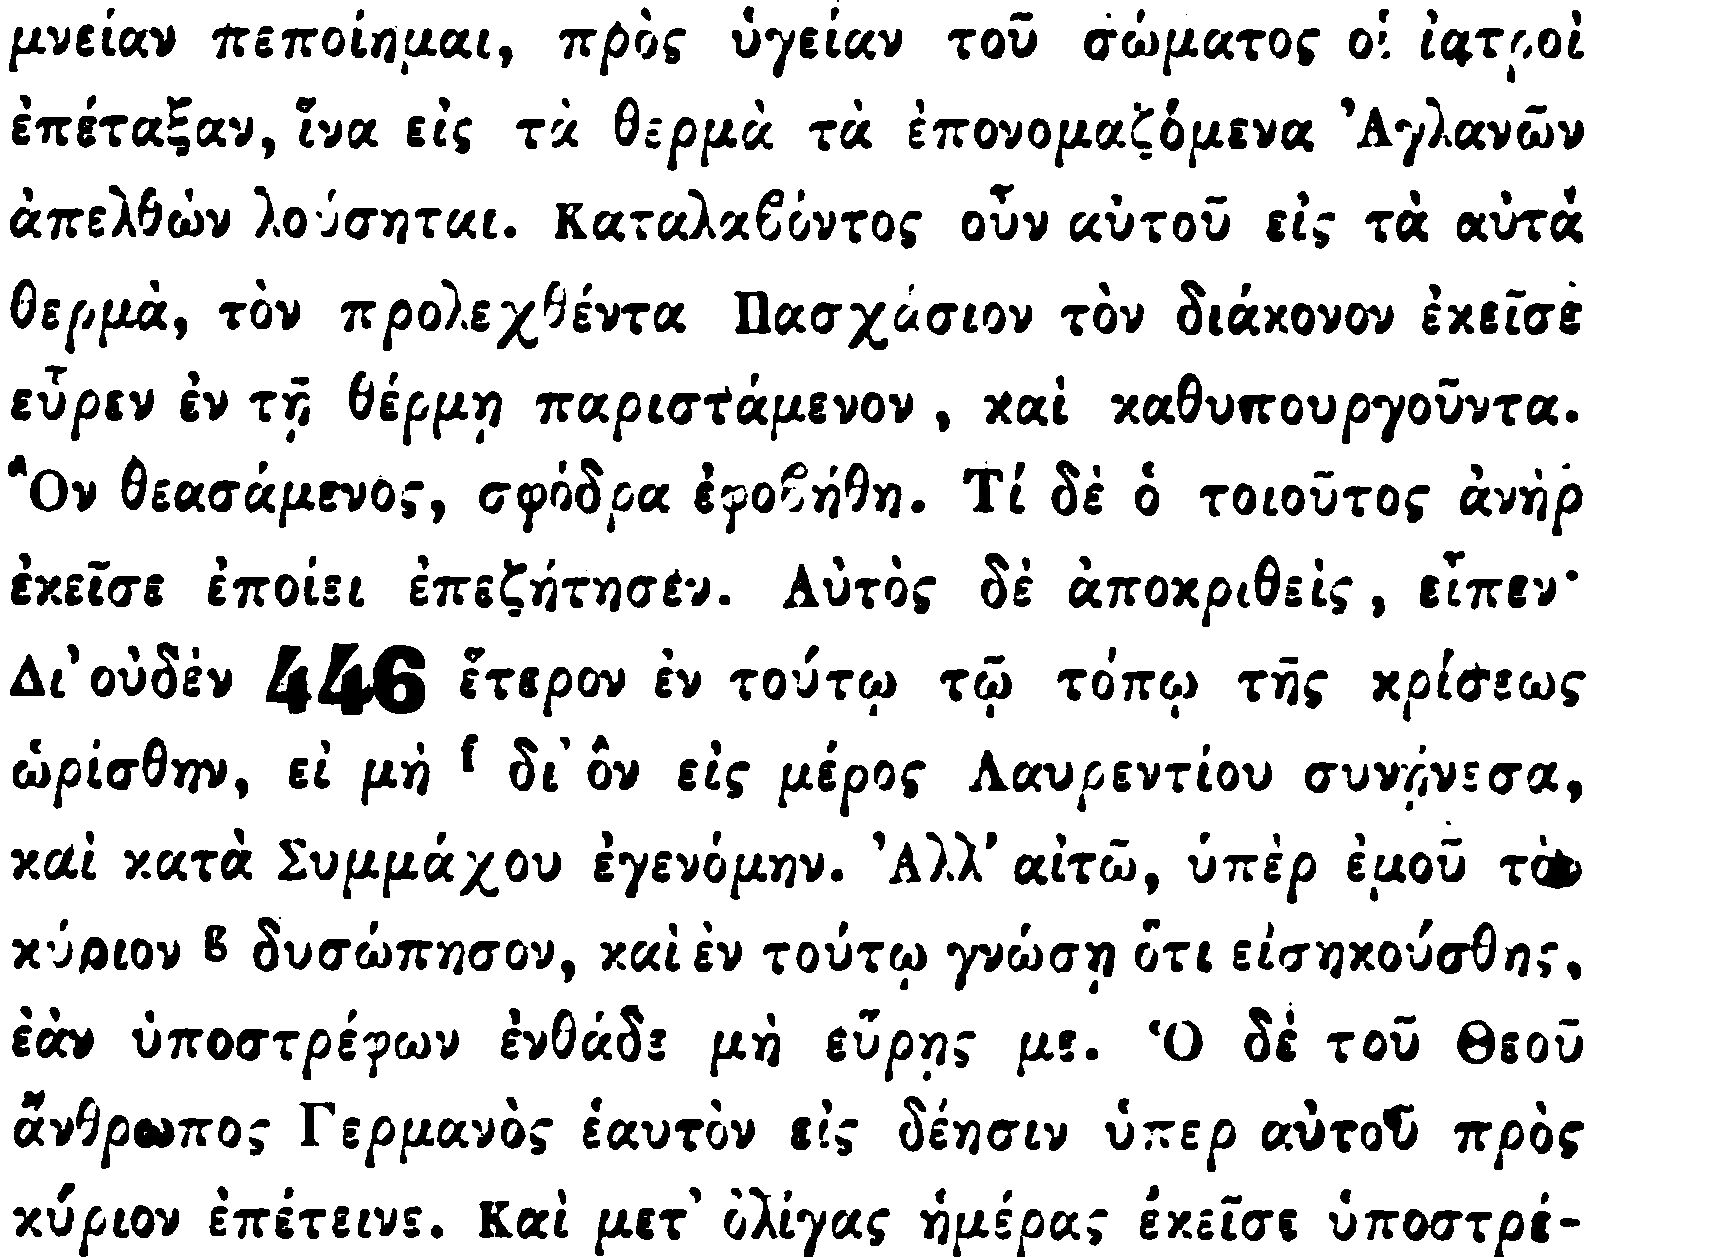 μνείαν πεποίημαι, πρὸς ὑγείαν τοῦ σώματος οἱ ἰατροὶ
ἐπέταξαν, ἵνα εἰς τὰ θερμὰ τὰ ἐπονομαζόμενα Ἀγλανῶν
ἀπελθὼν λούσηται. Καταλαβόντος οὖν αὐτοῦ εἰς τὰ αὐτὰ
θερμὰ, τὸν προλεχθέντα Πασχάσιον τὸν διάκονον ἐκεῖσε
εὗρεν ἐν τῇ θέρμῃ παριστάμενον, καὶ καθυπουργοῦντα.
Ὃν θεασάμενος, σφόδρα ἐφοβήθη. Τί δὲ ὁ τοιοῦτος ἀνὴρ
ἐκεῖσε ἐποίει ἐπεζήτησεν. Αὐτὸς δὲ ἀποκριθεὶς, εἶπεν·
Δι’ οὐδὲν 446 ἕτερον ἐν τούτῳ τῷ τόπῳ τῆς κρίσεως
ὡρίσθην, εἰ μὴ f δι’ ὃν εἰς μέρος Λαυρεντίου συνῄνεσα,
καὶ κατὰ Συμμάχου ἐγενόμην. Ἀλλ’ αἰτῶ, ὑπὲρ ἐμοῦ τὸν
κύριον g δυσώπησον, καὶ ἐν τούτῳ γνώσῃ ὅτι εἰσηκούσθης,
ἐὰν ὑποστρέφων ἐνθάδε μὴ εὕρῃς με. Ὁ δὲ τοῦ Θεοῦ
ἄνθρωπος Γερμανὸς ἑαυτὸν εἰς δέησιν ὑπερ αὐτοῦ πρὸς
κύριον ἐπέτεινε. Καὶ μετ’ ὀλίγας ἡμέρας ἐκεῖσε ὑποστρέ-